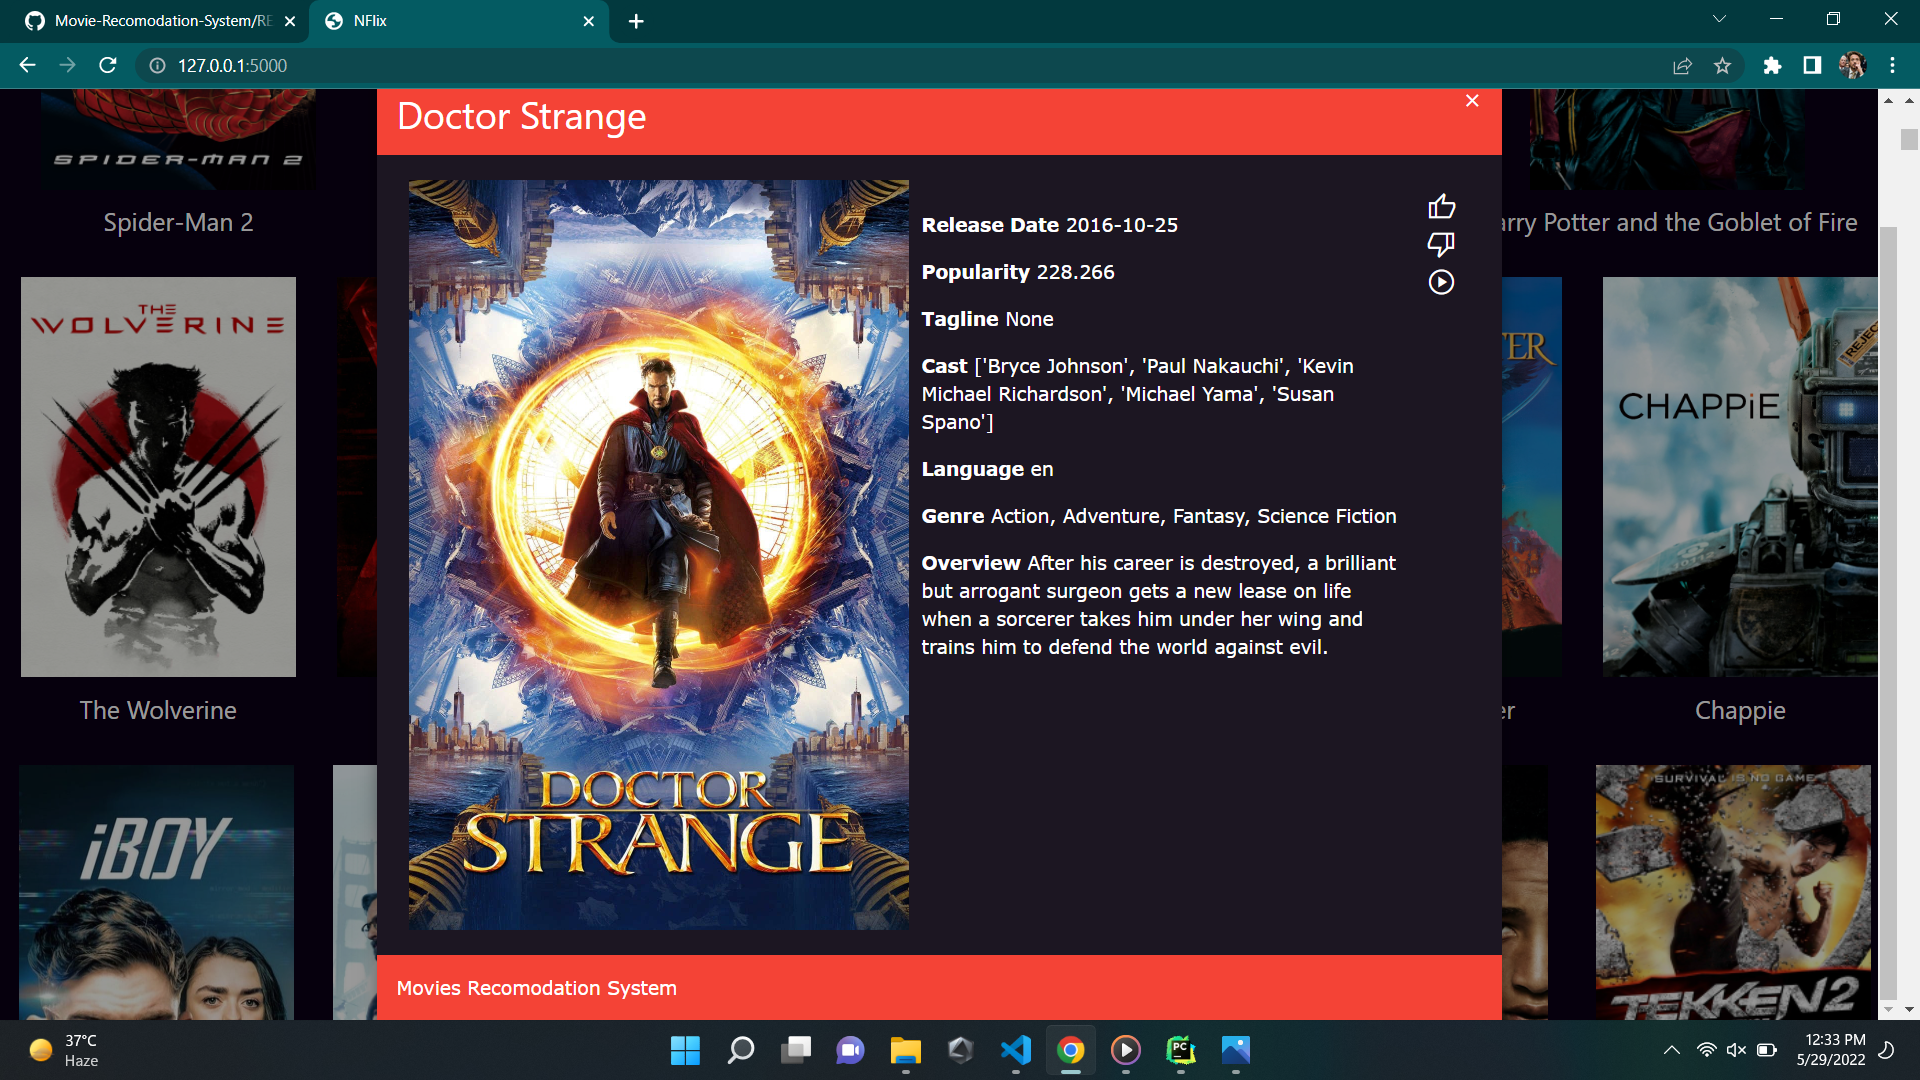 Movie-Recomodation-System/RE
NFlix
127.0.0.1:5000
Doctor Strange
SPIDER-MAN 2
Spider-Man 2
arry Potter and the Goblet of Fire
Release Date 2016-10-25
Popularity 228.266
Tagline None
Cast ['Bryce Johnson', 'Paul Nakauchi', 'Kevin
Michael Richardson', 'Michael Yama', 'Susan
Spano']
Language en
Genre Action, Adventure, Fantasy, Science Fiction
Overview After his career is destroyed, a brilliant
but arrogant surgeon gets a new lease on life
when a sorcerer takes him under her wing and
trains him to defend the world against evil.
DOCTOR
STRANGE
THE
WOLVERINE
The Wolverine
TER
er
REJEC
CHAPPiE
Chappie
iBOY
SURVIVAL IS NO GAME
TEKKEN 2
Movies Recomodation System
37°C
Haze
PC
12:33 PM
5/29/2022